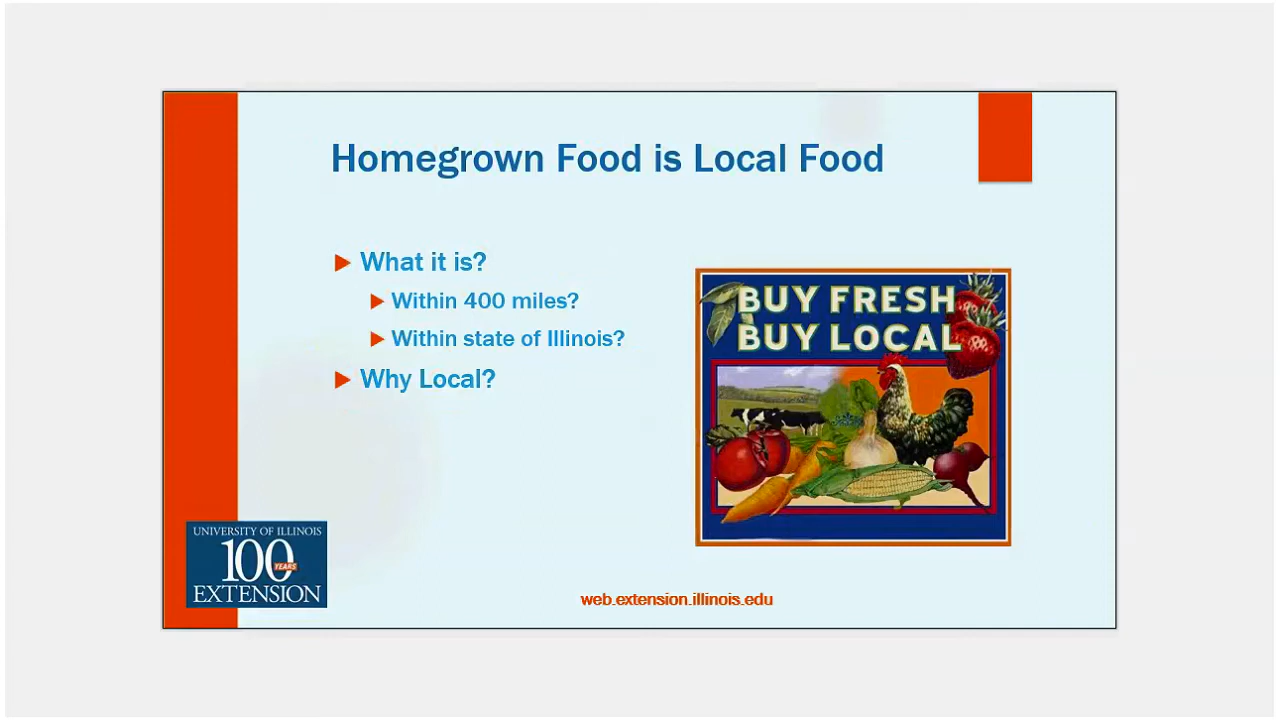 Homegrown Food is Local Food
What it is?
Within 400 miles?
Within state of Illinois?
Why Local?
BUY FRESH
BUY LOCAL
UNIVERSITY OF ILLINOIS
100
YEARS
EXTENSION
web.extension.illinois.edu